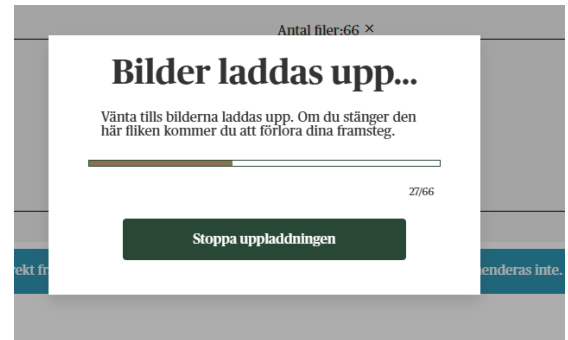 Antal filer:66 ×
Bilder laddas upp...
Vänta tills bilderna laddas upp. Om du stänger den
här fliken kommer du att förlora dina framsteg.
27/66
Stoppa uppladdningen
ekt fr
enderas inte.